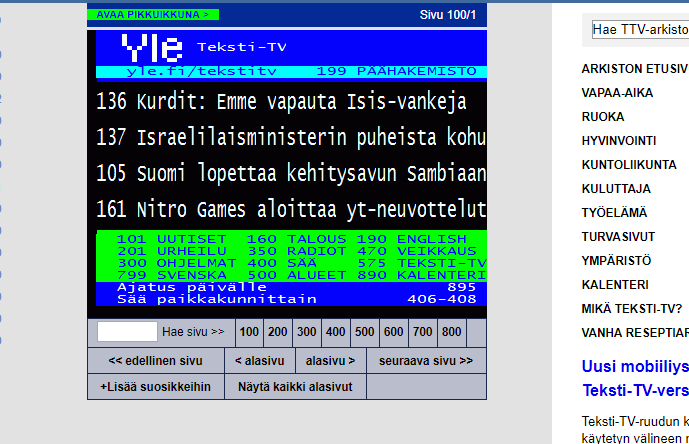 AVAA PIKKUIKKUNA > Sivu 100/1
Yle Teksti-TV
yle.fi/tekstitv 199 PÄÄHAKEMISTO
136 Kurdit: Emme vapauta Isis-vankeja
137 Israelilaisministerin puheista kohu
105 Suomi lopettaa kehitysavun Sambiaan
161 Nitro Games aloittaa yt-neuvottelut
101 UUTISET 160 TALOUS 190 ENGLISH
201 URHEILU 350 RADIOT 470 VEIKKAUS
300 OHJELMAT 400 SÄÄ 575 TEKSTI-TV
799 SVENSKA 500 ALUEET 890 KALENTERI
Ajatus päivälle 895
Sää paikkakunnittain 406-408
Hae sivu >> 100 200 300 400 500 600 700 800
<< edellinen sivu < alasivu alasivu > seuraava sivu >>
+Lisää suosikkeihin Näytä kaikki alasivut
Hae TTV-arkisto
ARKISTON ETUSIV
VAPAA-AIKA
RUOKA
HYVINVOINTI
KUNTOLIIKUNTA
KULUTTAJA
TYÖELÄMÄ
TURVASIVUT
YMPÄRISTÖ
KALENTERI
MIKÄ TEKSTI-TV?
VANHA RESEPTIAR
Uusi mobiiliys
Teksti-TV-vers
Teksti-TV-ruudun k
käytetyn välineen